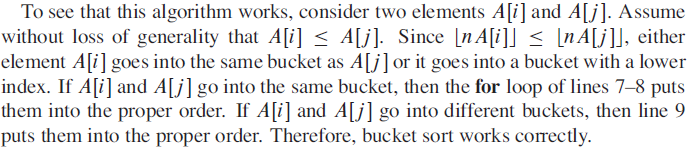 To see that this algorithm works, consider two elements A[i] and A[j]. Assume
without loss of generality that A[i] ≤ A[j]. Since ⌊nA[i]⌋ ≤ ⌊nA[j]⌋, either
element A[i] goes into the same bucket as A[j] or it goes into a bucket with a lower
index. If A[i] and A[j] go into the same bucket, then the for loop of lines 7–8 puts
them into the proper order. If A[i] and A[j] go into different buckets, then line 9
puts them into the proper order. Therefore, bucket sort works correctly.